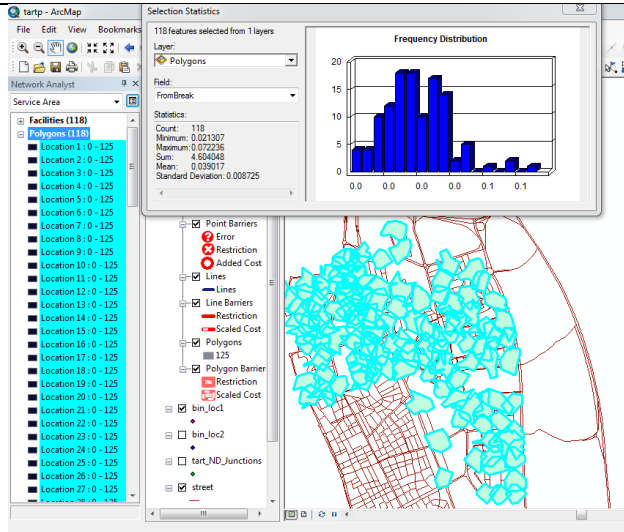 tartp - ArcMap
File Edit View Bookmarks
Network Analyst
Service Area
Facilities (118)
Polygons (118)
Location 1 : 0 - 125
Location 2 : 0 - 125
Location 3 : 0 - 125
Location 4 : 0 - 125
Location 5 : 0 - 125
Location 6 : 0 - 125
Location 7 : 0 - 125
Location 8 : 0 - 125
Location 9 : 0 - 125
Location 10 : 0 - 125
Location 11 : 0 - 125
Location 12 : 0 - 125
Location 13 : 0 - 125
Location 14 : 0 - 125
Location 15 : 0 - 125
Location 16 : 0 - 125
Location 17 : 0 - 125
Location 18 : 0 - 125
Location 19 : 0 - 125
Location 20 : 0 - 125
Location 21 : 0 - 125
Location 22 : 0 - 125
Location 23 : 0 - 125
Location 24 : 0 - 125
Location 25 : 0 - 125
Location 26 : 0 - 125
Location 27 : 0 - 125
Selection Statistics
118 features selected from 1 layers
Layer:
Polygons
Field:
FromBreak
Statistics:
Count: 118
Minimum: 0.021307
Maximum: 0.072236
Sum: 4.604048
Mean: 0.039017
Standard Deviation: 0.008725
Frequency Distribution
20
15
10
5
0
0.0 0.0 0.0 0.0 0.1 0.1
Point Barriers
Error
Restriction
Added Cost
Lines
Lines
Line Barriers
Restriction
Scaled Cost
Polygons
125
Polygon Barrier
Restriction
Scaled Cost
bin_loc1
bin_loc2
tart_ND_Junctions
street